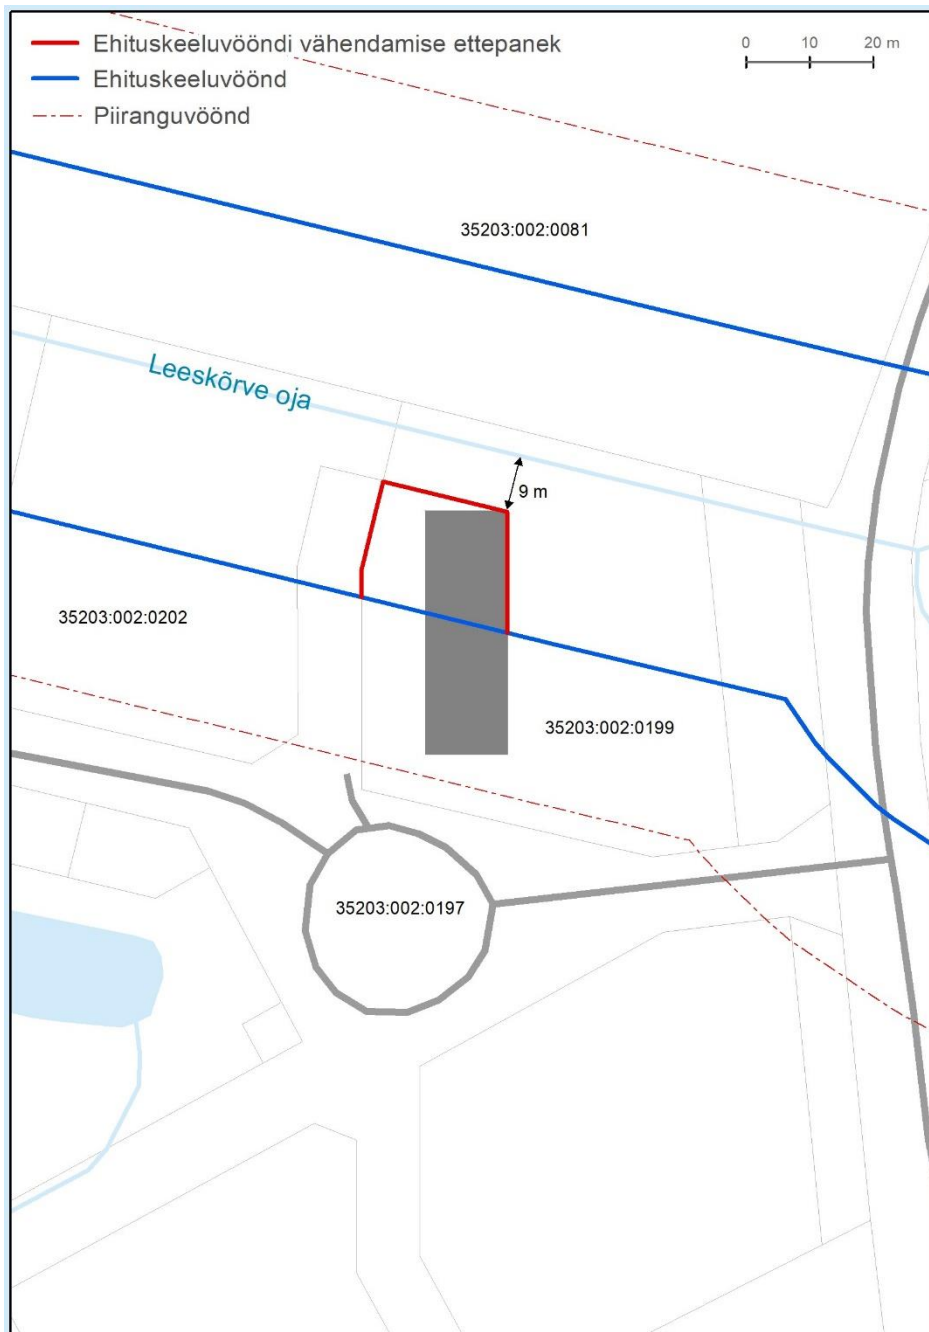 Ehituskeeluvööndi vähendamise ettepanek
Ehituskeeluvöönd
Piiranguvöönd
0 10 20 m
35203:002:0081
Leeskõrve oja
9 m
35203:002:0202
35203:002:0199
35203:002:0197